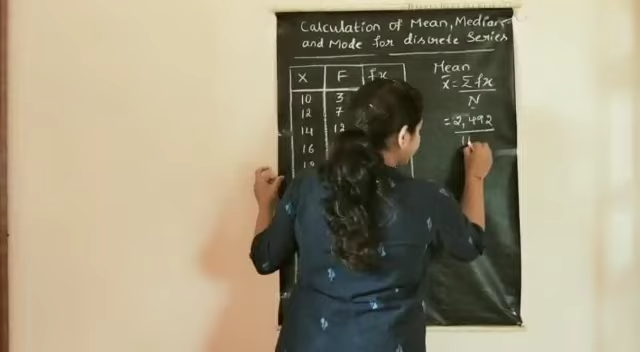 Calculation of Mean, Median
and Mode for discrete Series
X F fx
10 3
12 7
14 12
16
18
Mean
x̄ = Σfx
N
= 2,492